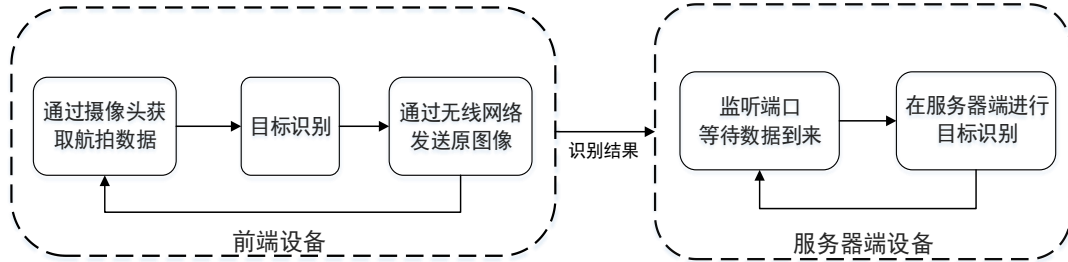 通过摄像头获
取航拍数据
目标识别
通过无线网络
发送原图像
前端设备
识别结果
监听端口
等待数据到来
在服务器端进行
目标识别
服务器端设备